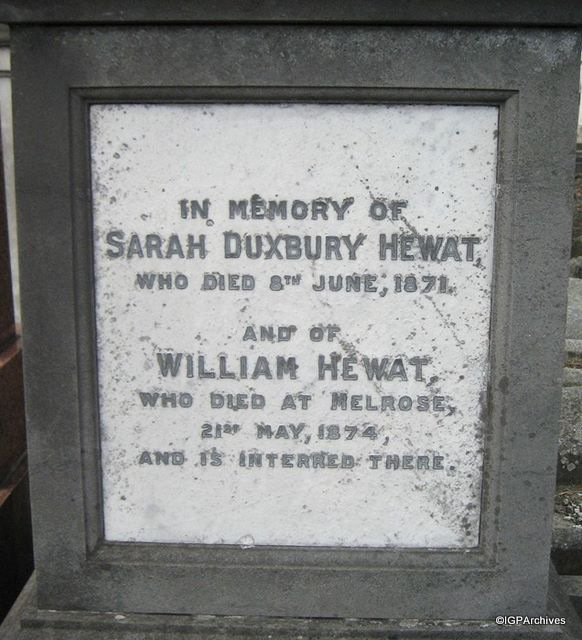 IN MEMORY OF
SARAH DUXBURY HEWAT,
WHO DIED 8TH JUNE, 1871.
AND OF
WILLIAM HEWAT,
WHO DIED AT MELROSE,
21ST MAY, 1874,
AND IS INTERRED THERE.
©IGPArchives